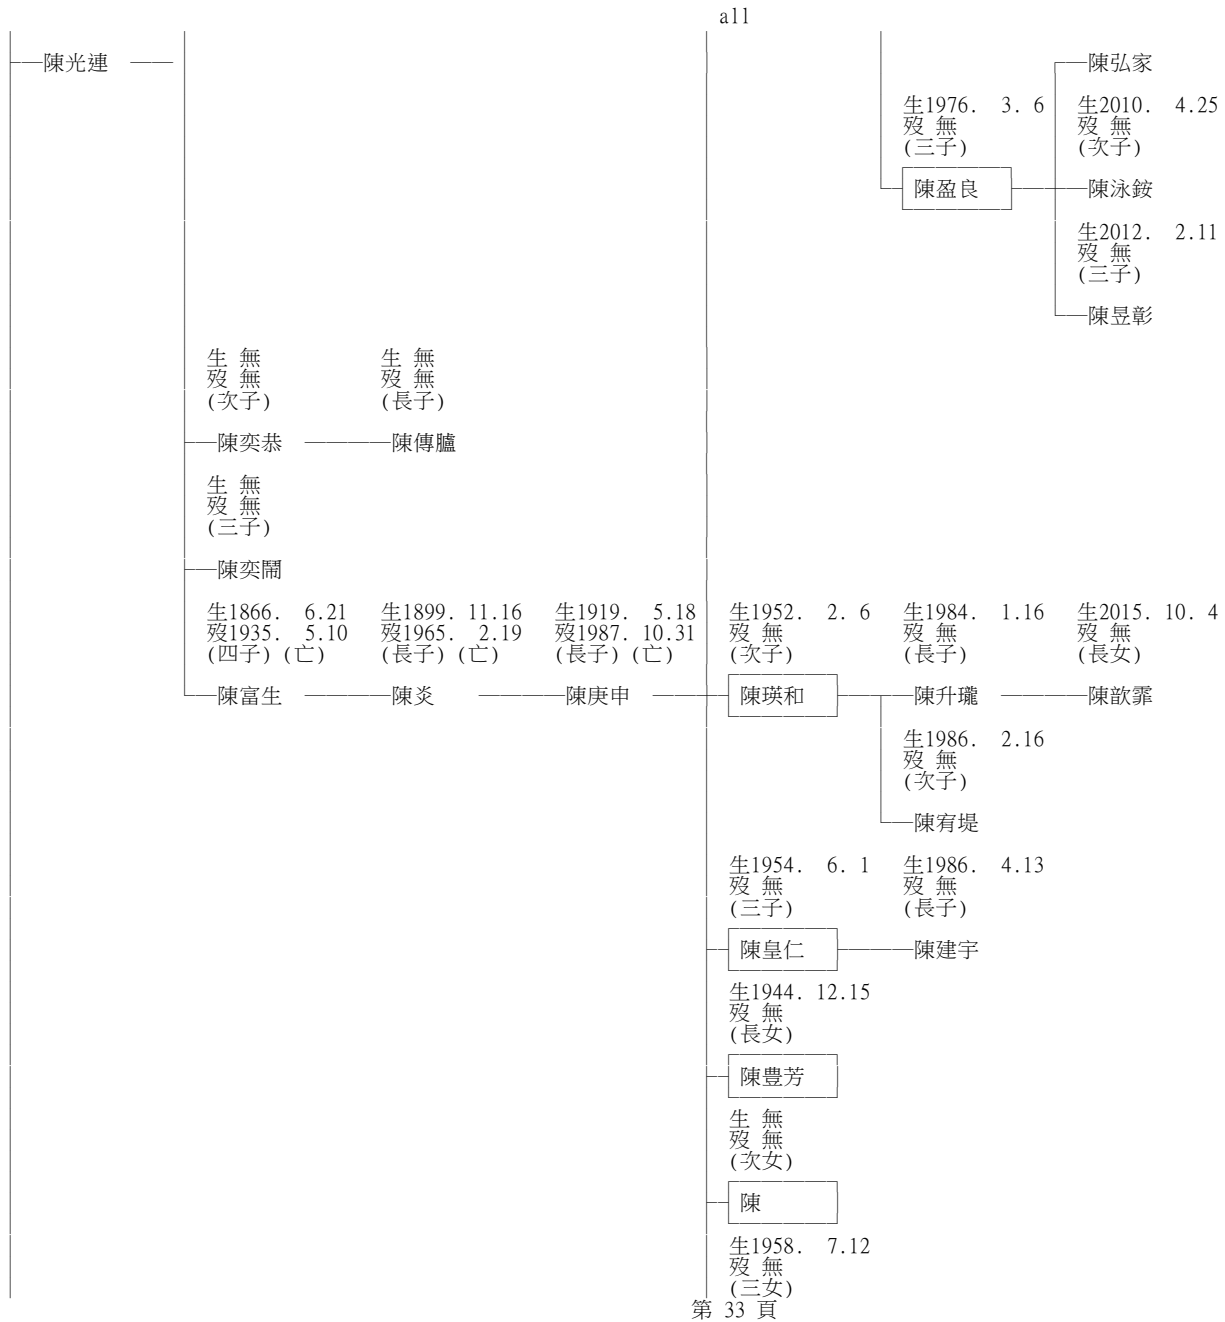 all
陳光連
陳弘家
生1976. 3. 6 生2010. 4.25
歿 無 歿 無
(三子) (次子)
陳盈良 陳泳銨
生2012. 2.11
歿 無
(三子)
陳昱彰
生 無 生 無
歿 無 歿 無
(次子) (長子)
陳奕恭 陳傳臚
生 無
歿 無
(三子)
陳奕鬧
生1866. 6.21 生1899. 11.16 生1919. 5.18 生1952. 2. 6 生1984. 1.16 生2015. 10. 4
歿1935. 5.10 歿1965. 2.19 歿1987. 10.31 歿 無 歿 無 歿 無
(四子) (亡) (長子) (亡) (長子) (亡) (次子) (長子) (長女)
陳富生 陳炎 陳庚申 陳瑛和 陳升瓏 陳歆霏
生1986. 2.16
歿 無
(次子)
陳宥堤
生1954. 6. 1 生1986. 4.13
歿 無 歿 無
(三子) (長子)
陳皇仁 陳建宇
生1944. 12.15
歿 無
(長女)
陳豊芳
生 無
歿 無
(次女)
陳
生1958. 7.12
歿 無
(三女)
第 33 頁